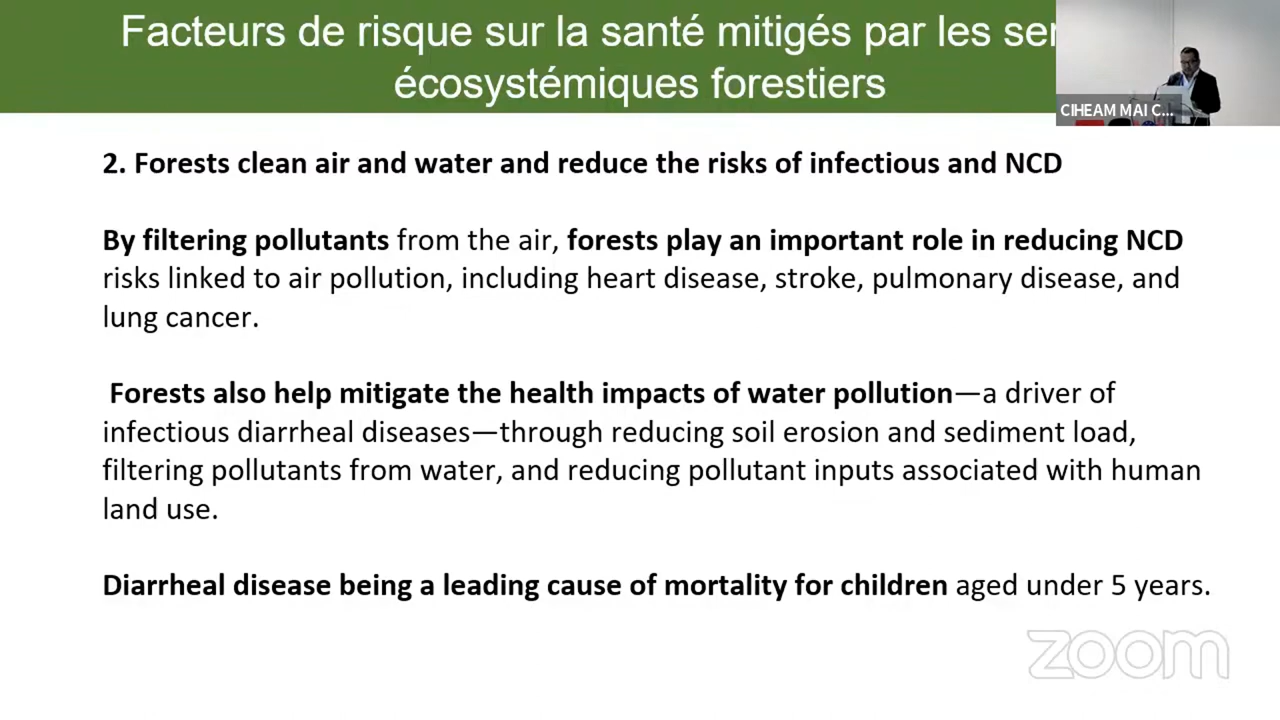 Facteurs de risque sur la santé mitigés par les
écosystémiques forestiers
CIHEAM MAI C...
2. Forests clean air and water and reduce the risks of infectious and NCD
By filtering pollutants from the air, forests play an important role in reducing NCD
risks linked to air pollution, including heart disease, stroke, pulmonary disease, and
lung cancer.
Forests also help mitigate the health impacts of water pollution—a driver of
infectious diarrheal diseases—through reducing soil erosion and sediment load,
filtering pollutants from water, and reducing pollutant inputs associated with human
land use.
Diarrheal disease being a leading cause of mortality for children aged under 5 years.
zoom